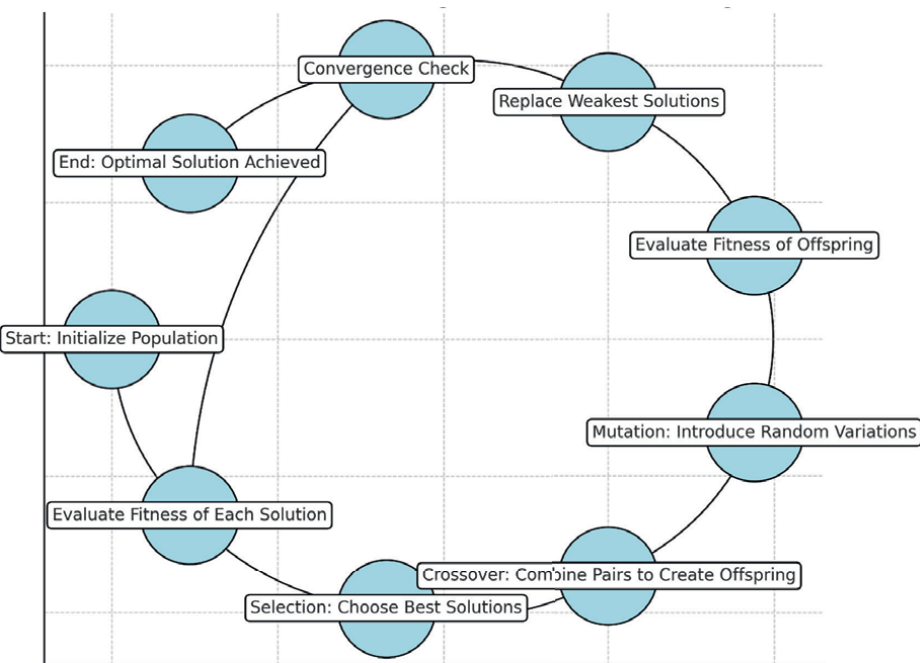 Convergence Check
Replace Weakest Solutions
End: Optimal Solution Achieved
Evaluate Fitness of Offspring
Start: Initialize Population
Mutation: Introduce Random Variations
Evaluate Fitness of Each Solution
Crossover: Combine Pairs to Create Offspring
Selection: Choose Best Solutions